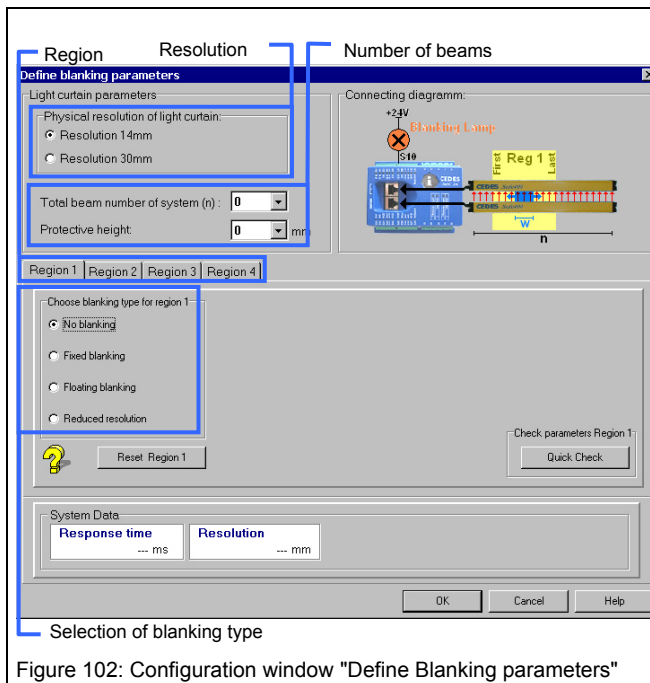 Region Resolution Number of beams
Define blanking parameters
Light curtain parameters
Physical resolution of light curtain:
Resolution 14mm
Resolution 30mm
Total beam number of system (n) : 0
Protective height: 0 mm
Connecting diagramm:
+24V
Blanking Lamp
S10
CEDES
First Reg 1 Last
CEDES
W
n
Region 1 Region 2 Region 3 Region 4
Choose blanking type for region 1
No blanking
Fixed blanking
Floating blanking
Reduced resolution
Reset Region 1
Check parameters Region 1
Quick Check
System Data
Response time Resolution
--- ms --- mm
OK Cancel Help
Selection of blanking type
Figure 102: Configuration window "Define Blanking parameters"